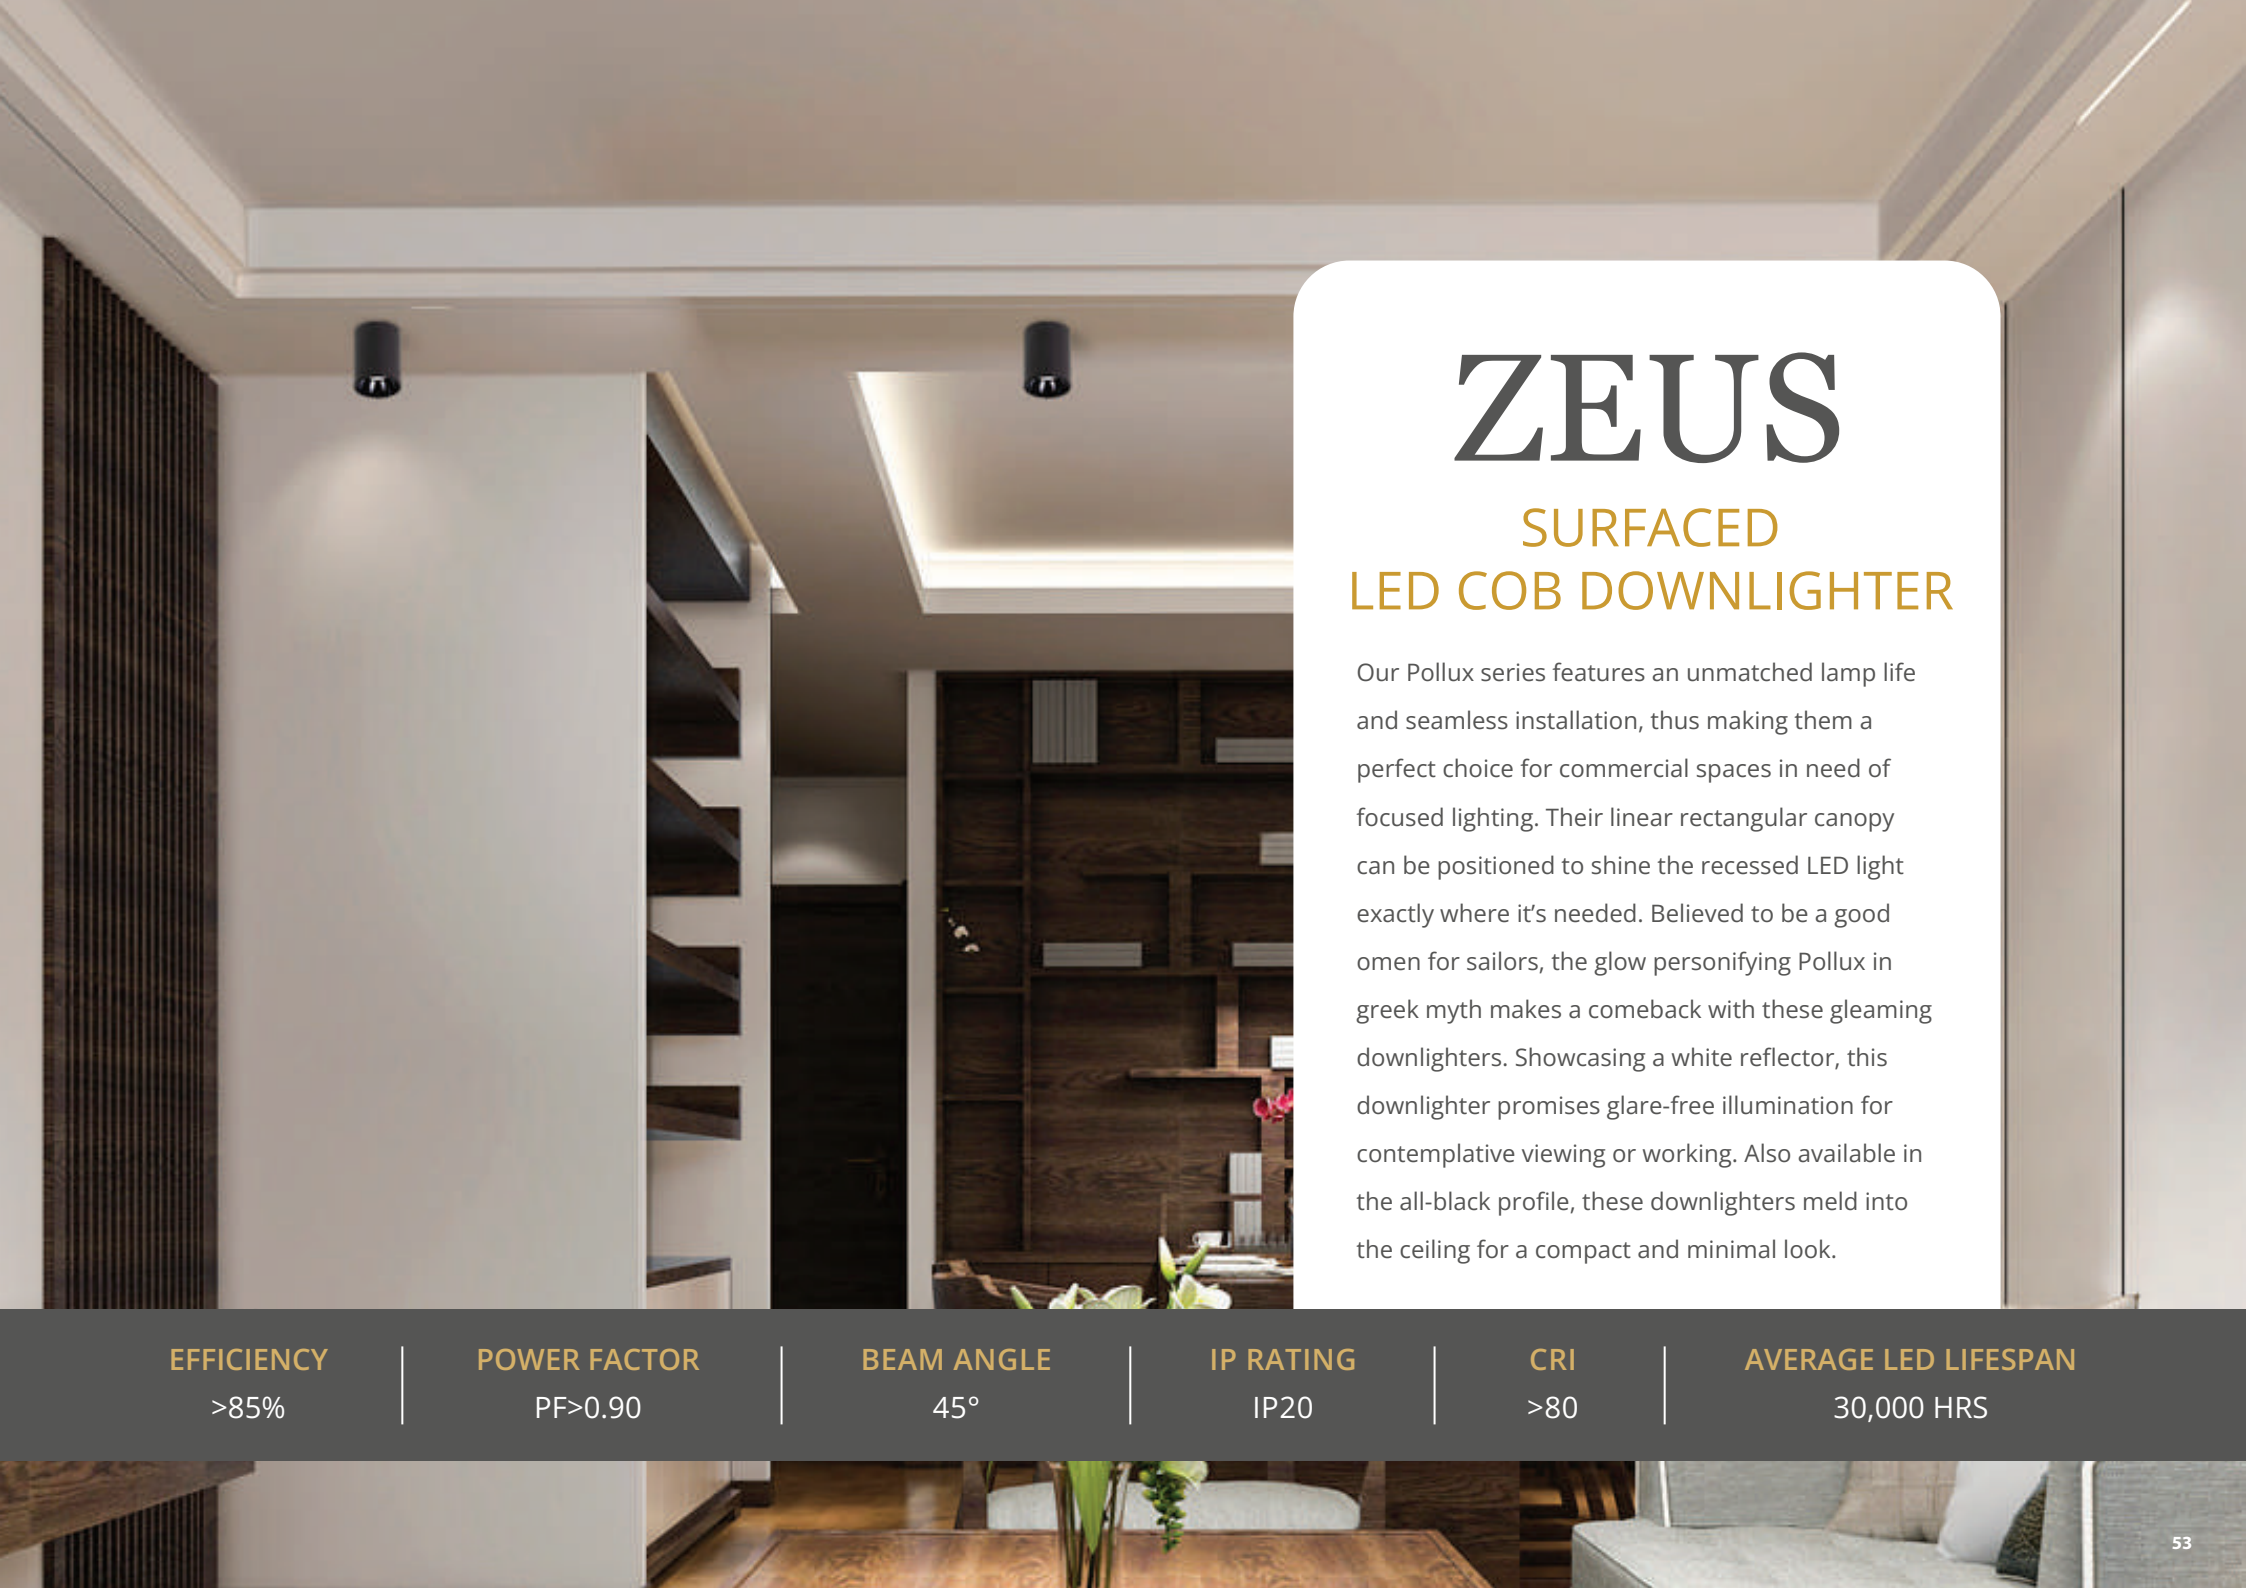 ZEUS
SURFACED
LED COB DOWNLIGHTER
Our Pollux series features an unmatched lamp life
and seamless installation, thus making them a
perfect choice for commercial spaces in need of
focused lighting. Their linear rectangular canopy
can be positioned to shine the recessed LED light
exactly where it’s needed. Believed to be a good
omen for sailors, the glow personifying Pollux in
greek myth makes a comeback with these gleaming
downlighters. Showcasing a white reflector, this
downlighter promises glare-free illumination for
contemplative viewing or working. Also available in
the all-black profile, these downlighters meld into
the ceiling for a compact and minimal look.
EFFICIENCY
>85%
POWER FACTOR
PF>0.90
BEAM ANGLE
45°
IP RATING
IP20
CRI
>80
AVERAGE LED LIFESPAN
30,000 HRS
53